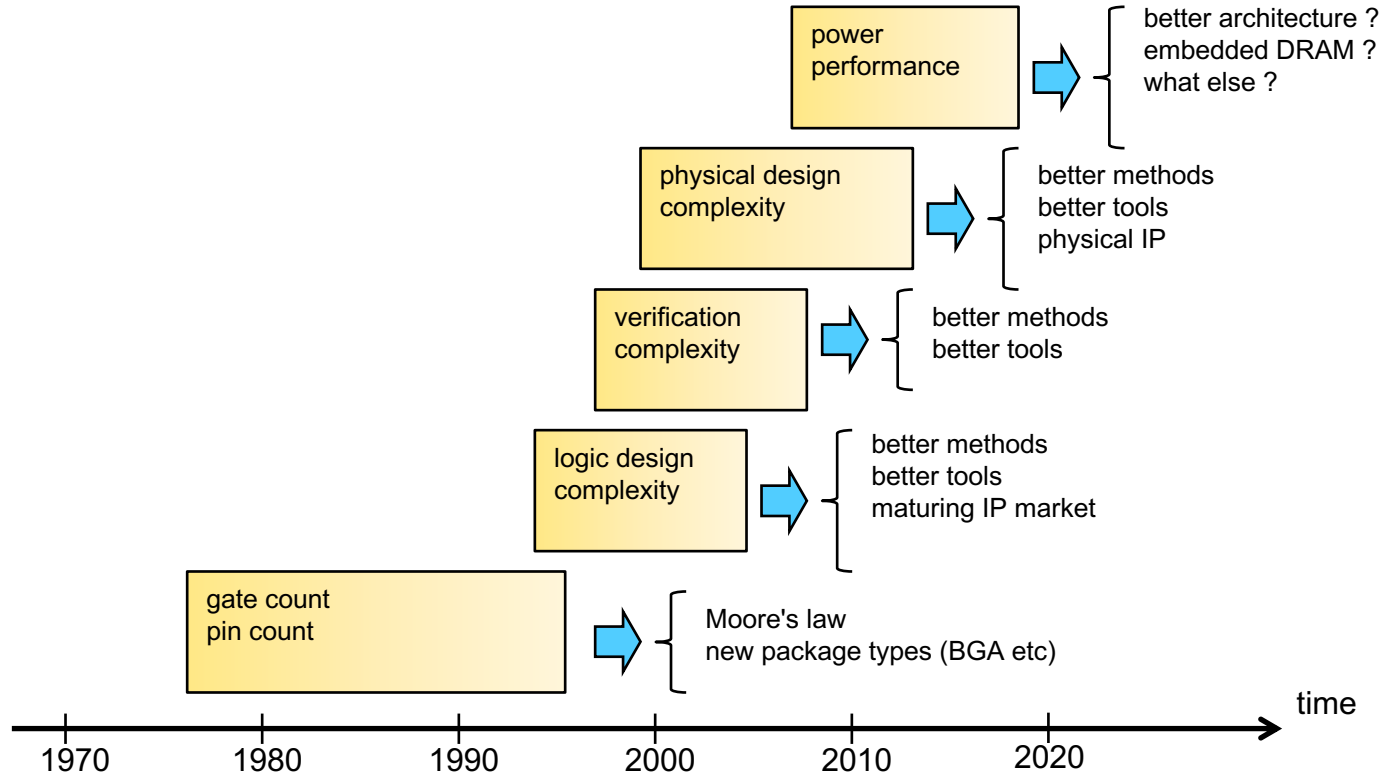 power
performance
better architecture ?
embedded DRAM ?
what else ?
physical design
complexity
better methods
better tools
physical IP
verification
complexity
better methods
better tools
logic design
complexity
better methods
better tools
maturing IP market
gate count
pin count
Moore's law
new package types (BGA etc)
time
1970
1980
1990
2000
2010
2020